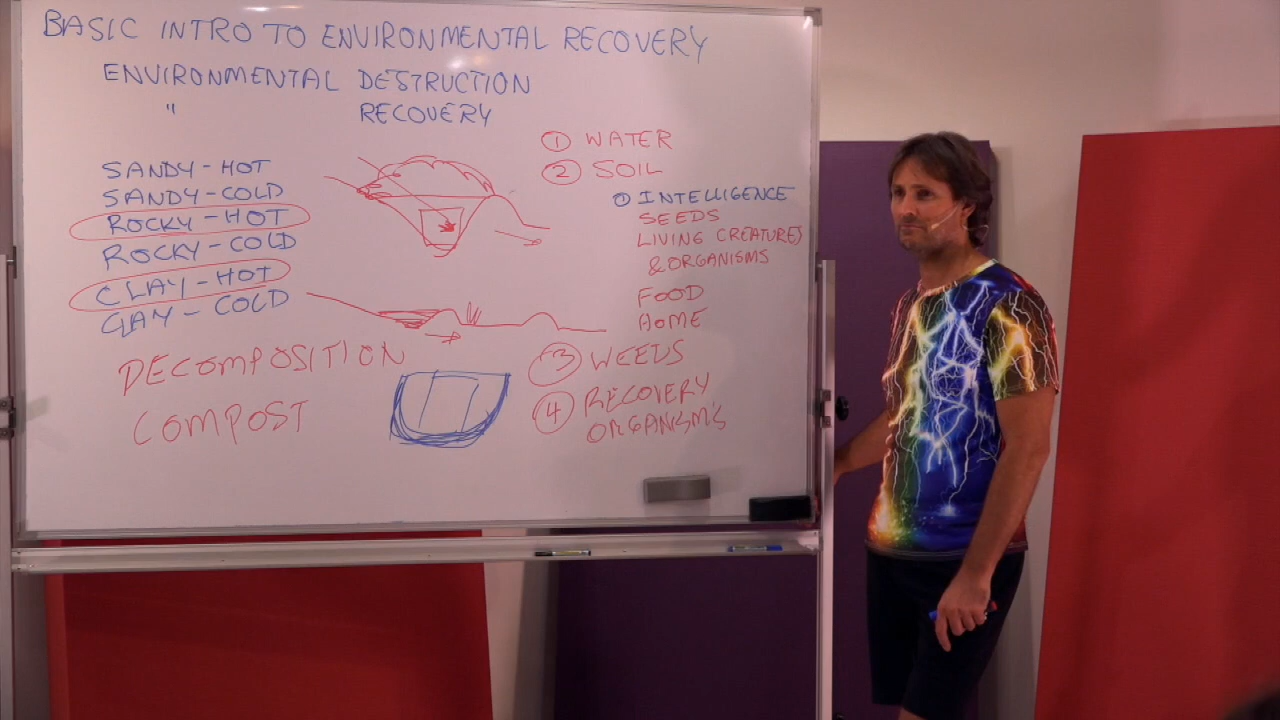 BASIC INTRO TO ENVIRONMENTAL RECOVERY
ENVIRONMENTAL DESTRUCTION
" RECOVERY
SANDY-HOT
SANDY-COLD
ROCKY-HOT
ROCKY-COLD
CLAY-HOT
CLAY-COLD
DECOMPOSITION
COMPOST
① WATER
② SOIL
① INTELLIGENCE
SEEDS
LIVING CREATURES
& ORGANISMS
FOOD
HOME
③ WEEDS
④ RECOVERY
ORGANISM'S